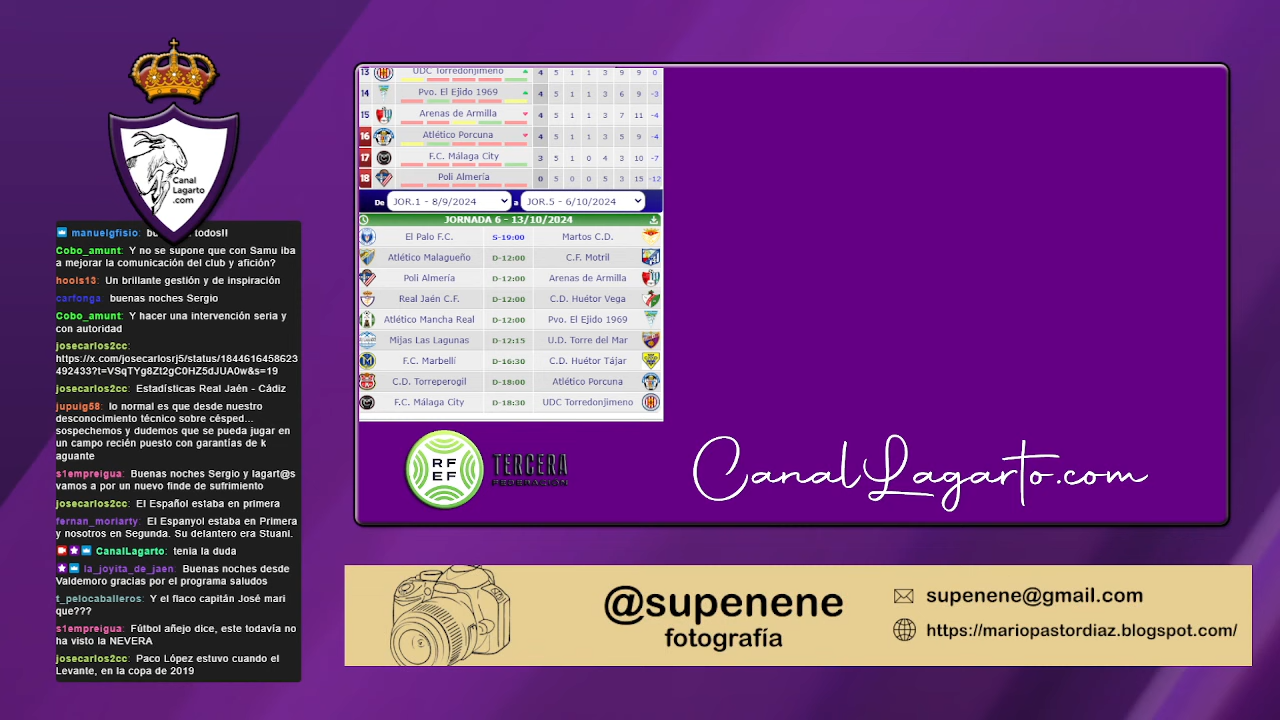 Canal
Lagarto
.com
manuelgfisio: bu todos!!
Cobo_amunt: Y no se supone que con Samu iba
a mejorar la comunicación del club y afición?
hoois13: Un brillante gestión y de inspiración
carfonga: buenas noches Sergio
Cobo_amunt: Y hacer una intervención seria y
con autoridad
josecarlos2cc:
https://x.com/josecarlosrj5/status/1844616458623
492433?t=VSqTYg8Zt2gC0HZ5dJUA0w&s=19
josecarlos2cc: Estadísticas Real Jaén - Cádiz
jupuig58: lo normal es que desde nuestro
desconocimiento técnico sobre césped...
sospechemos y dudemos que se pueda jugar en
un campo recién puesto con garantías de k
aguante
s1empreigua: Buenas noches Sergio y lagart@s
vamos a por un nuevo finde de sufrimiento
josecarlos2cc: El Español estaba en primera
fernan_moriarty: El Espanyol estaba en Primera
y nosotros en Segunda. Su delantero era Stuani.
CanalLagarto: tenia la duda
la_joyita_de_jaen: Buenas noches desde
Valdemoro gracias por el programa saludos
t_pelocaballeros: Y el flaco capitán José mari
que???
s1empreigua: Fútbol añejo dice, este todavía no
ha visto la NEVERA
josecarlos2cc: Paco López estuvo cuando el
Levante, en la copa de 2019
13 UDC Torredonjimeno 4 5 1 1 3 9 9 0
14 Pvo. El Ejido 1969 4 5 1 1 3 6 9 -3
15 Arenas de Armilla 4 5 1 1 3 7 11 -4
16 Atlético Porcuna 4 5 1 1 3 5 9 -4
17 F.C. Málaga City 3 5 1 0 4 3 10 -7
18 Poli Almería 0 5 0 0 5 3 15 -12
De JOR.1 - 8/9/2024 a JOR.5 - 6/10/2024
JORNADA 6 - 13/10/2024
El Palo F.C. S-19:00 Martos C.D.
Atlético Malagueño D-12:00 C.F. Motril
Poli Almería D-12:00 Arenas de Armilla
Real Jaén C.F. D-12:00 C.D. Huétor Vega
Atlético Mancha Real D-12:00 Pvo. El Ejido 1969
Mijas Las Lagunas D-12:15 U.D. Torre del Mar
F.C. Marbellí D-16:30 C.D. Huétor Tájar
C.D. Torreperogil D-18:00 Atlético Porcuna
F.C. Málaga City D-18:30 UDC Torredonjimeno
RF
EF
TERCERA
FEDERACIÓN
CanalLagarto.com
@supenene
fotografía
supenene@gmail.com
https://mariopastordiaz.blogspot.com/